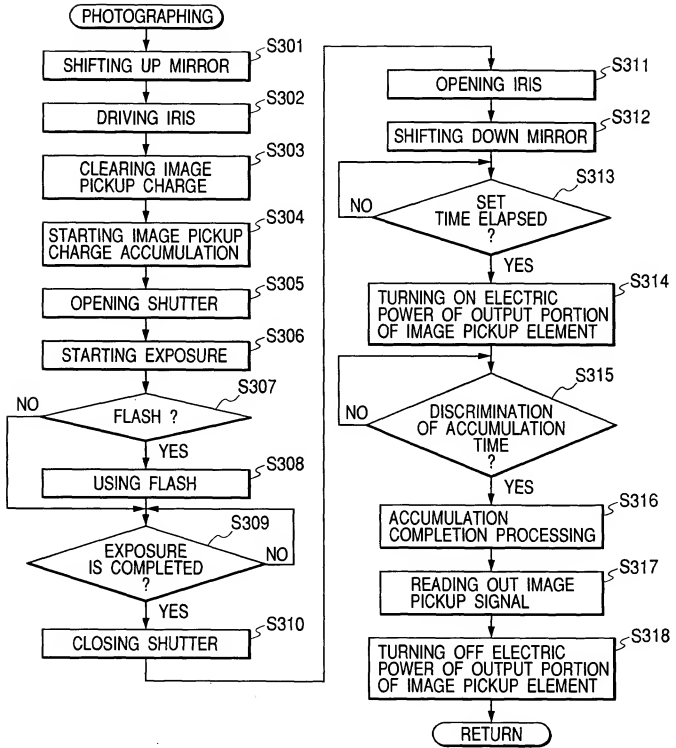 PHOTOGRAPHING
S301
SHIFTING UP MIRROR
S302
DRIVING IRIS
S303
CLEARING IMAGE
PICKUP CHARGE
S304
STARTING IMAGE PICKUP
CHARGE ACCUMULATION
S305
OPENING SHUTTER
S306
STARTING EXPOSURE
S307
NO
FLASH ?
YES
S308
USING FLASH
S309
EXPOSURE
IS COMPLETED
?
NO
YES
S310
CLOSING SHUTTER
S311
OPENING IRIS
S312
SHIFTING DOWN MIRROR
S313
NO
SET
TIME ELAPSED
?
YES
S314
TURNING ON ELECTRIC
POWER OF OUTPUT PORTION
OF IMAGE PICKUP ELEMENT
S315
NO
DISCRIMINATION
OF ACCUMULATION
TIME
?
YES
S316
ACCUMULATION
COMPLETION PROCESSING
S317
READING OUT IMAGE
PICKUP SIGNAL
S318
TURNING OFF ELECTRIC
POWER OF OUTPUT PORTION
OF IMAGE PICKUP ELEMENT
RETURN